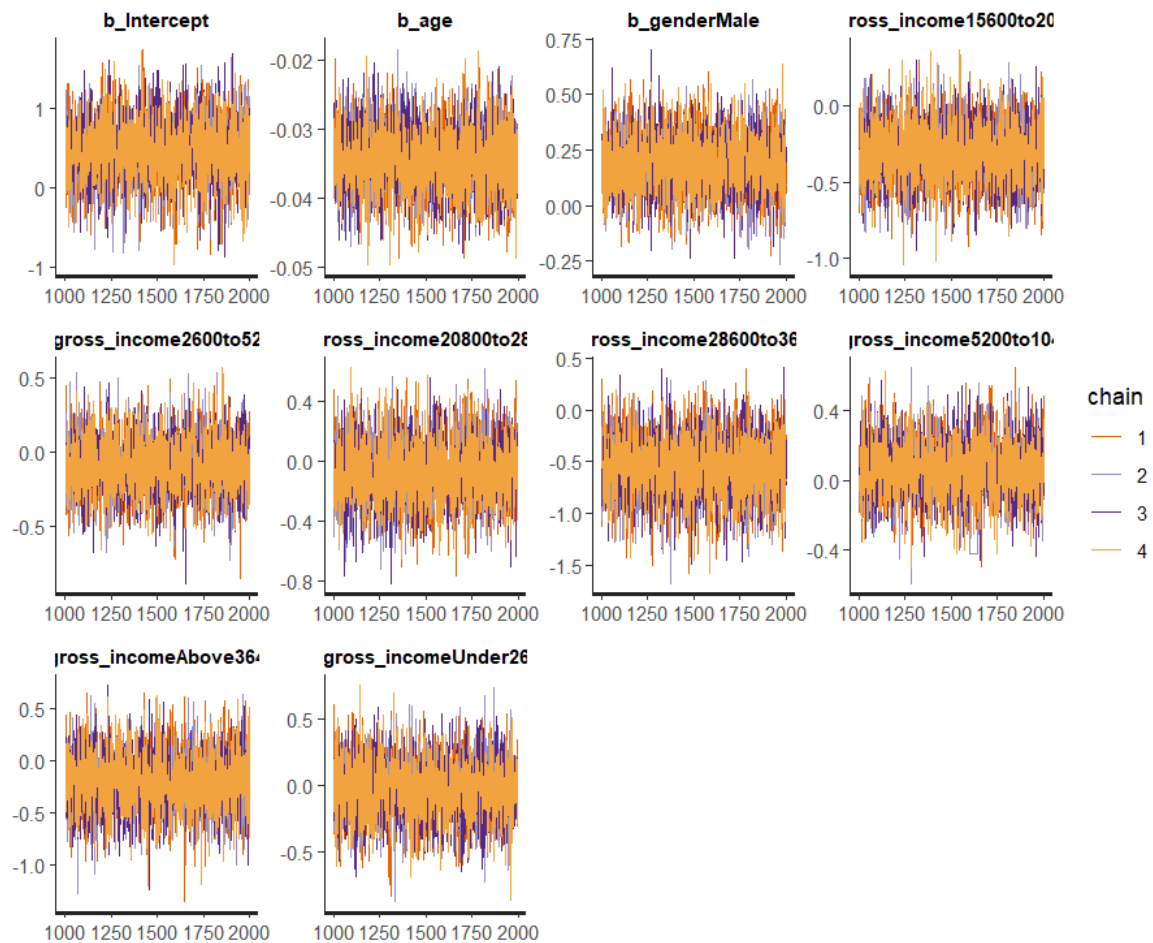 b_Intercept b_age b_genderMale ross_income15600to20
1 0 -1
-0.02 -0.03 -0.04 -0.05
0.75 0.50 0.25 0.00 -0.25
0.0 -0.5 -1.0
1000 1250 1500 1750 2000 1000 1250 1500 1750 2000 1000 1250 1500 1750 2000 1000 1250 1500 1750 2000
gross_income2600to52 ross_income20800to28 ross_income28600to36 gross_income5200to104
0.5 0.0 -0.5
0.4 0.0 -0.4 -0.8
0.5 0.0 -0.5 -1.0 -1.5
0.4 0.0 -0.4
1000 1250 1500 1750 2000 1000 1250 1500 1750 2000 1000 1250 1500 1750 2000 1000 1250 1500 1750 2000
chain
1
2
3
4
gross_incomeAbove364 gross_incomeUnder26
0.5 0.0 -0.5 -1.0
0.5 0.0 -0.5
1000 1250 1500 1750 2000 1000 1250 1500 1750 2000